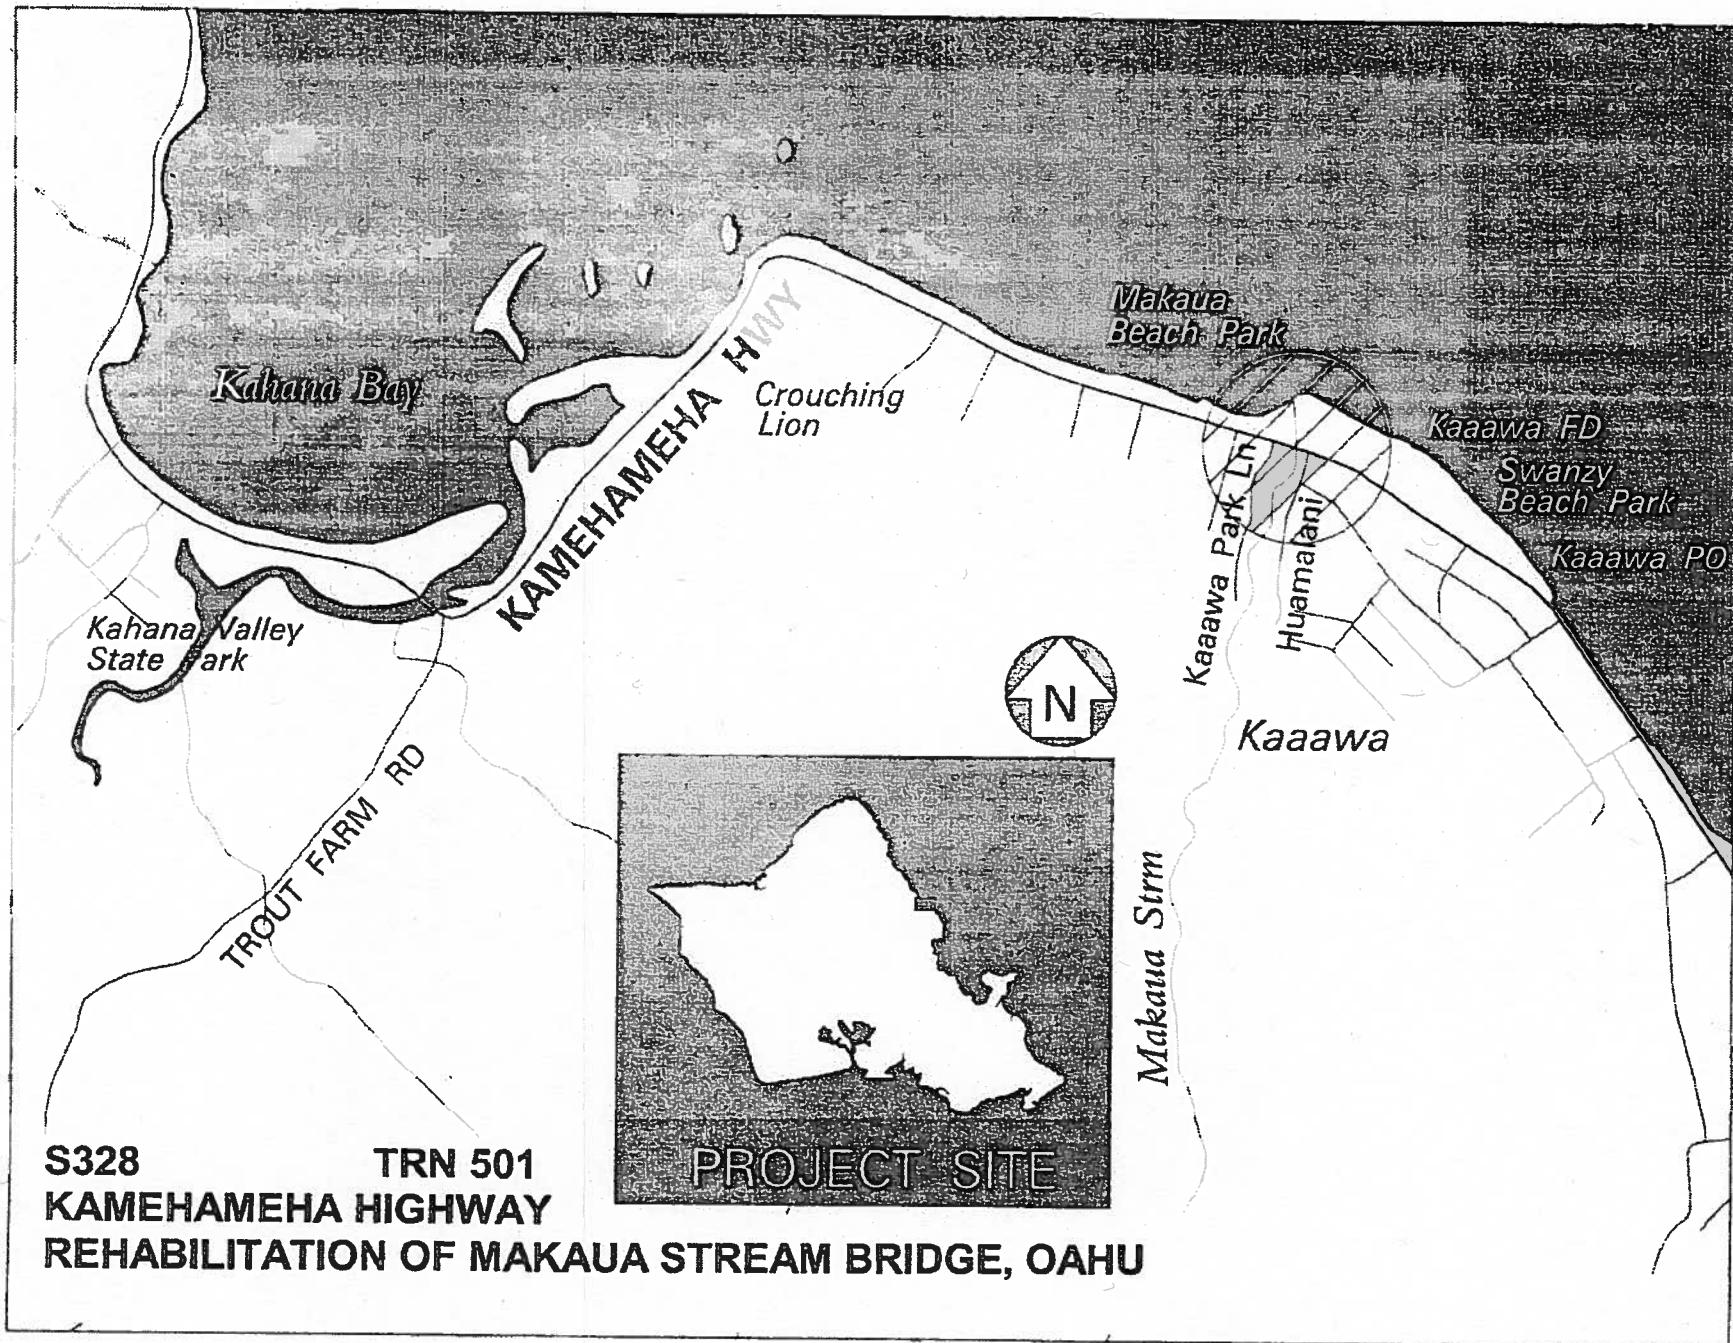 Makaua
Beach Park
Kahana Bay
KAMEHAMEHA HWY
Crouching
Lion
Kaaawa FD
Swanzy
Beach Park
Kaaawa PO
Kaaawa Park Ln
Huamalani
Kahana Valley
State Park
N
Kaaawa
TROUT FARM RD
Makaua Strm
PROJECT SITE
S328 TRN 501
KAMEHAMEHA HIGHWAY
REHABILITATION OF MAKAUA STREAM BRIDGE, OAHU